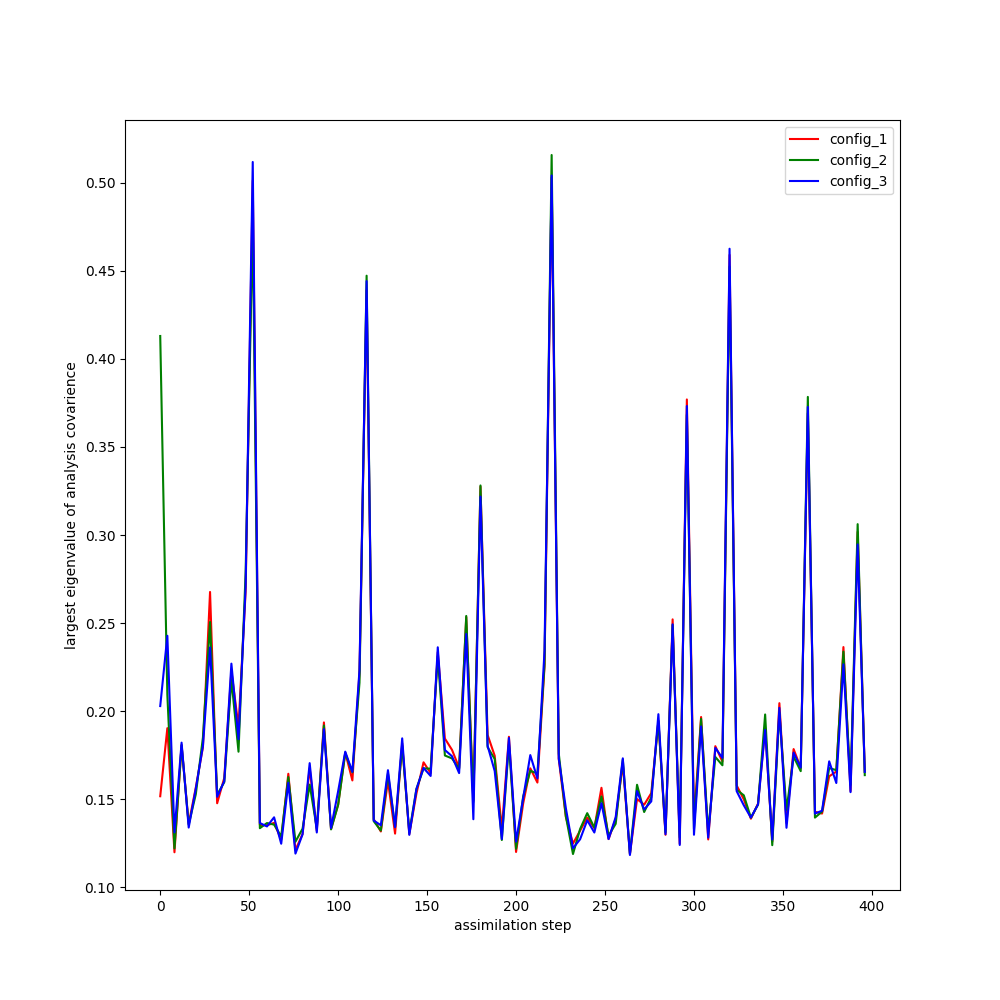 config_1
config_2
config_3
0.50
0.45
0.40
0.35
0.30
0.25
0.20
0.15
0.10
largest eigenvalue of analysis covarience
0 50 100 150 200 250 300 350 400
assimilation step